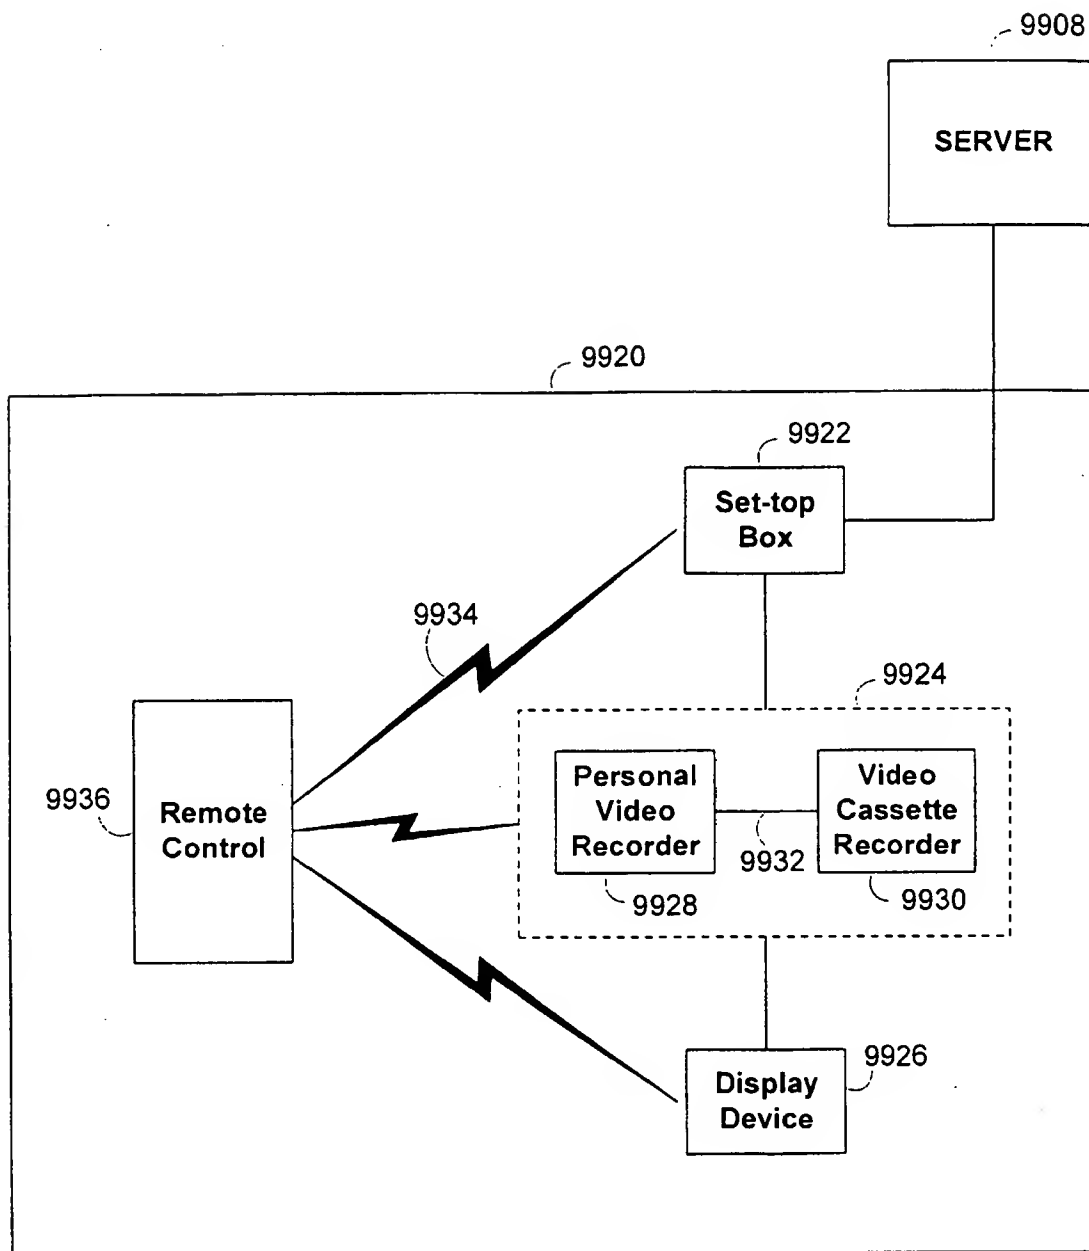 9908
SERVER
9920
9922
Set-top
Box
9934
9924
Personal
Video
Recorder
Video
Cassette
Recorder
9932
9928
9930
9936
Remote
Control
9926
Display
Device